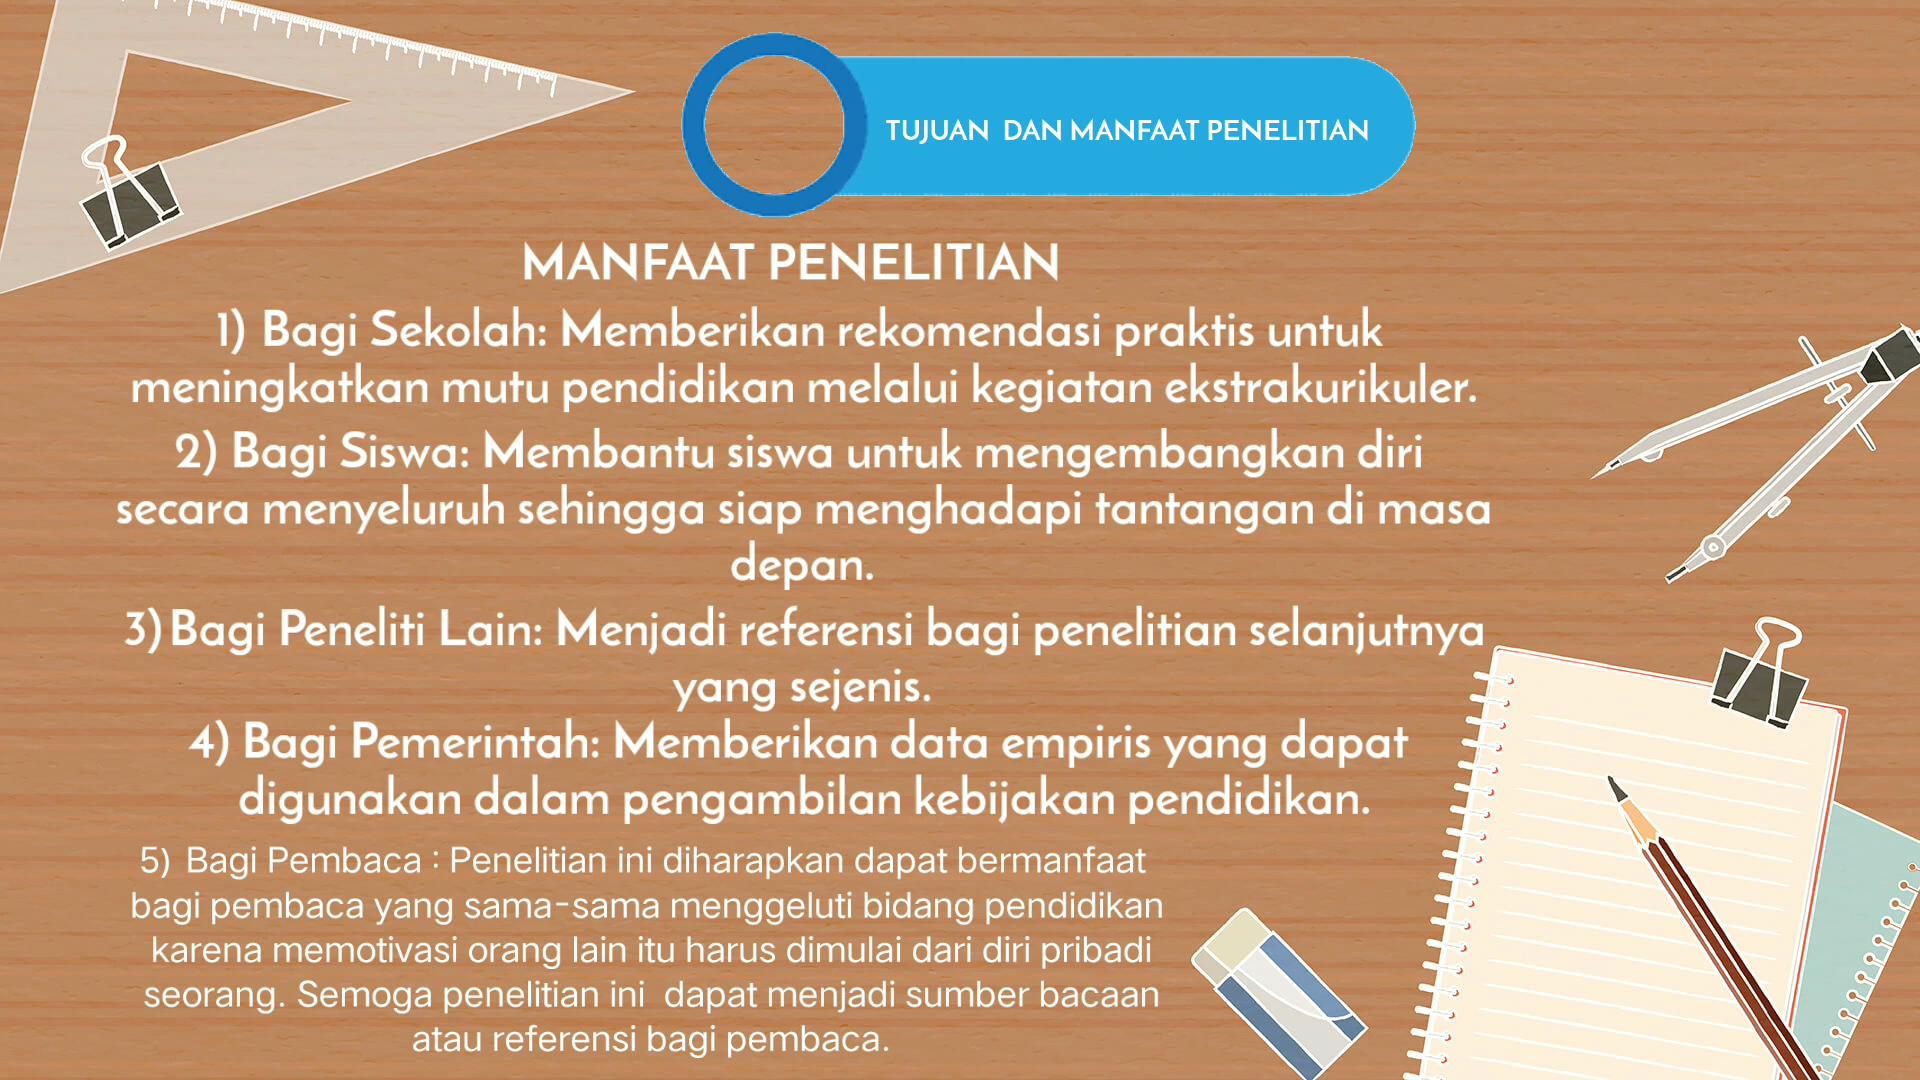 TUJUAN DAN MANFAAT PENELITIAN
MANFAAT PENELITIAN
1) Bagi Sekolah: Memberikan rekomendasi praktis untuk
meningkatkan mutu pendidikan melalui kegiatan ekstrakurikuler.
2) Bagi Siswa: Membantu siswa untuk mengembangkan diri
secara menyeluruh sehingga siap menghadapi tantangan di masa
depan.
3) Bagi Peneliti Lain: Menjadi referensi bagi penelitian selanjutnya
yang sejenis.
4) Bagi Pemerintah: Memberikan data empiris yang dapat
digunakan dalam pengambilan kebijakan pendidikan.
5) Bagi Pembaca : Penelitian ini diharapkan dapat bermanfaat
bagi pembaca yang sama-sama menggeluti bidang pendidikan
karena memotivasi orang lain itu harus dimulai dari diri pribadi
seorang. Semoga penelitian ini dapat menjadi sumber bacaan
atau referensi bagi pembaca.